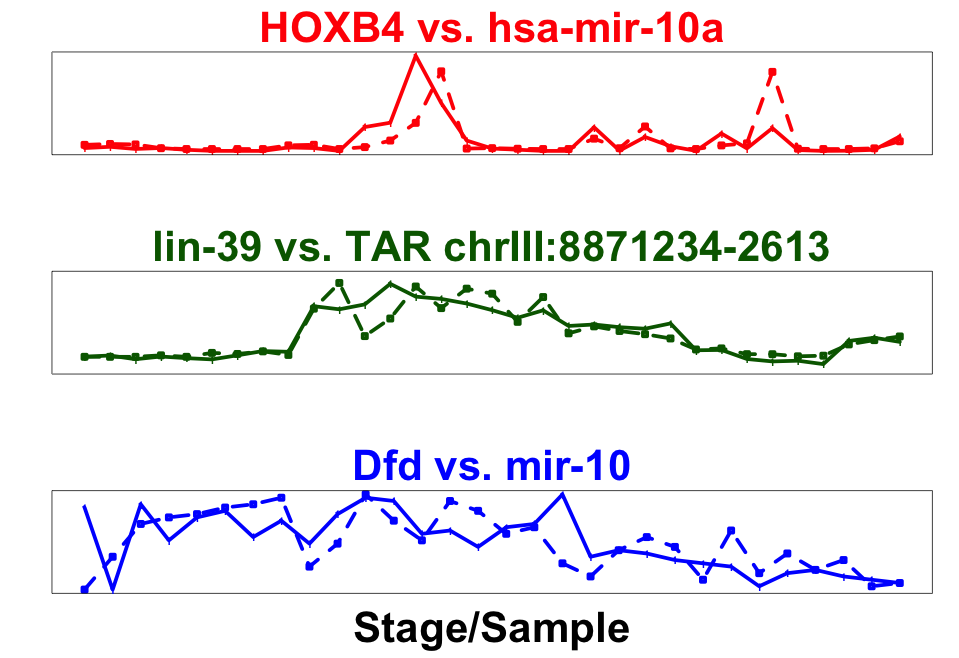 HOXB4 vs. hsa-mir-10a
lin-39 vs. TAR chrIII:8871234-2613
Dfd vs. mir-10
Stage/Sample